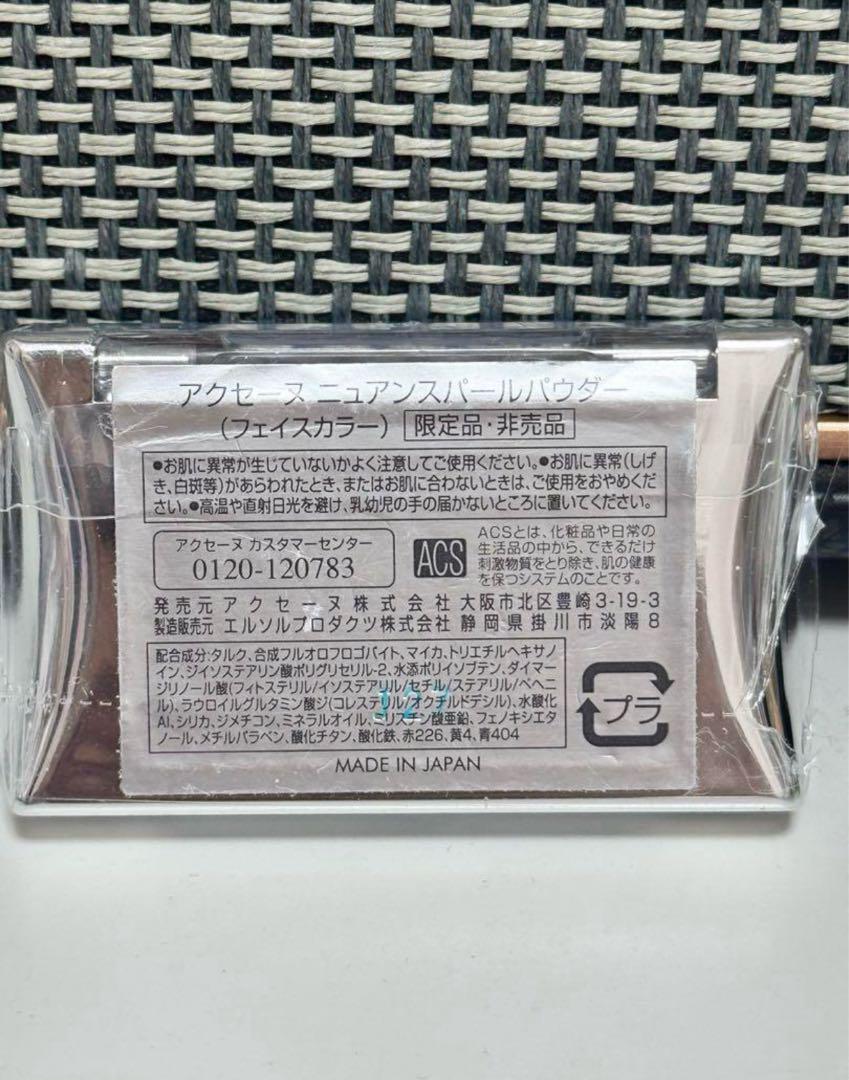 アクセーヌ ニュアンスパールパウダー
（フェイスカラー） 限定品・非売品
●お肌に異常が生じていないかよく注意してご使用ください。●お肌に異常（しげ
き、白斑等）があらわれたとき、またはお肌に合わないときは、ご使用をおやめくだ
さい。●高温や直射日光を避け、乳幼児の手の届かないところに置いてください。
アクセーヌ カスタマーセンター
0120-120783
ACS
ACSとは、化粧品や日常の
生活品の中から、できるだけ
刺激物質をとり除き、肌の健康
を保つシステムのことです。
発売元 アクセーヌ株式会社 大阪市北区豊崎3-19-3
製造販売元 エルソルプロダクツ株式会社 静岡県掛川市淡陽8
配合成分：タルク、合成フルオロフロゴパイト、マイカ、トリエチルヘキサノ
イン、ジイソステアリン酸ポリグリセリル-2、水添ポリイソブテン、ダイマー
ジリノール酸（フィトステリル/イソステアリル/セチル/ステアリル/ベヘニ
ル）、ラウロイルグルタミン酸ジ（コレステリル/オクチルドデシル）、水酸化
Al、シリカ、ジメチコン、ミネラルオイル、ミリスチン酸亜鉛、フェノキシエタ
ノール、メチルパラベン、酸化チタン、酸化鉄、赤226、黄4、青404
プラ
MADE IN JAPAN